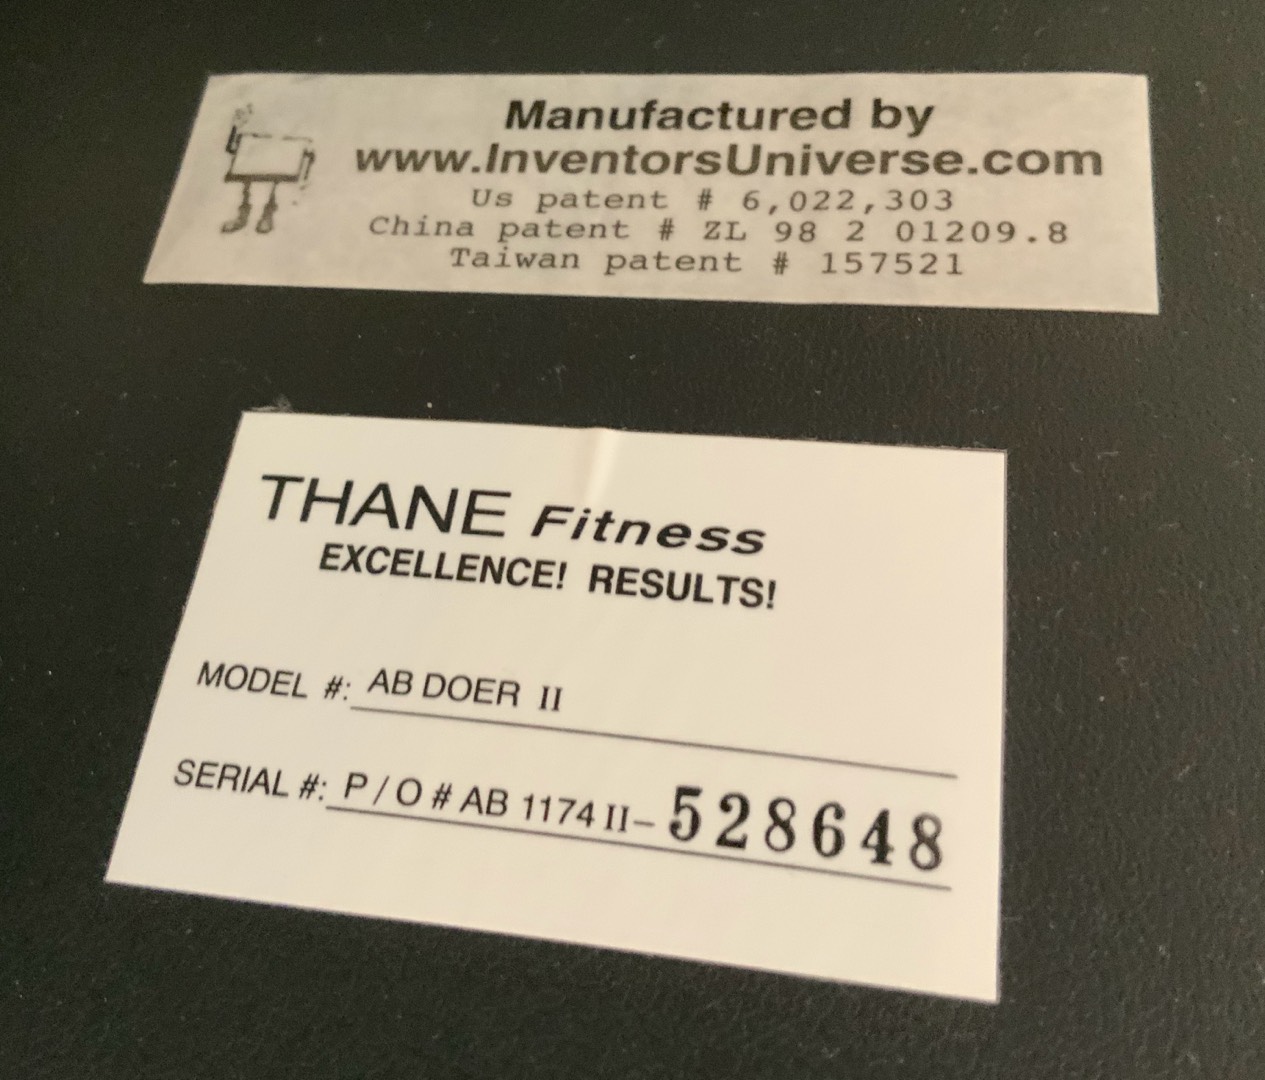 Manufactured by
www.InventorsUniverse.com
Us patent # 6,022,303
China patent # ZL 98 2 01209.8
Taiwan patent # 157521
THANE Fitness
EXCELLENCE! RESULTS!
MODEL #: AB DOER II
SERIAL #: P / O # AB 1174 II– 528648